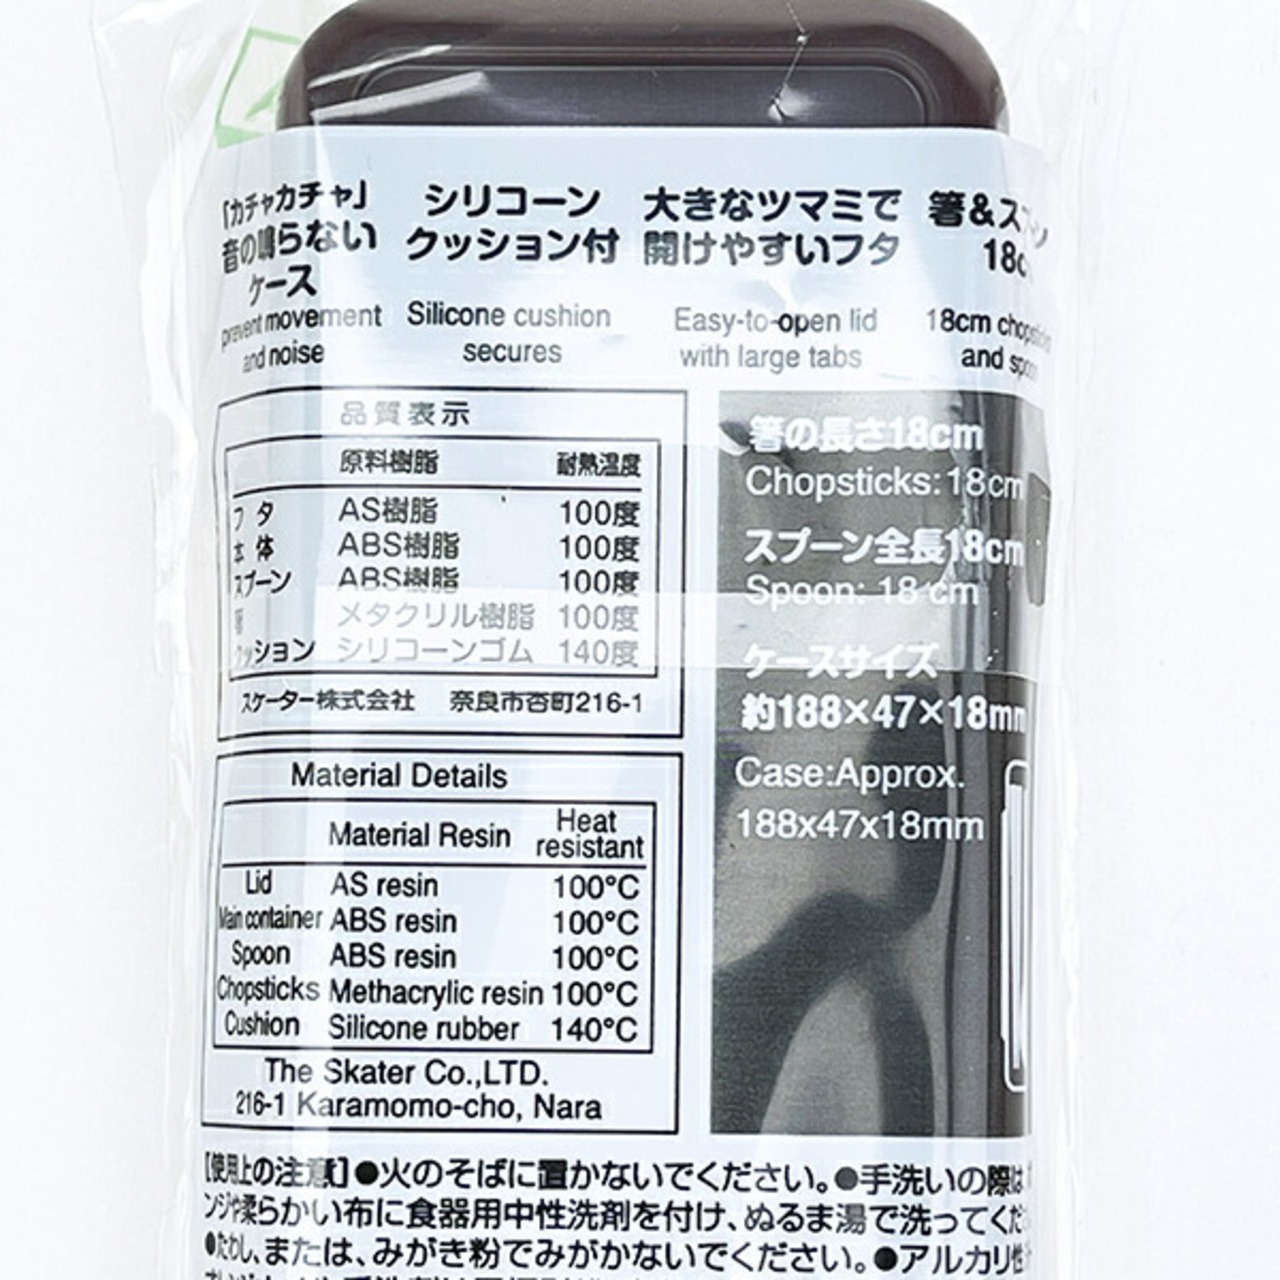 「カチャカチャ」
音の鳴らない
ケース
prevent movement
and noise
シリコーン
クッション付
Silicone cushion
secures
大きなツマミで
開けやすいフタ
Easy-to-open lid
with large tabs
箸&スプーン
18cm
18cm chopsticks
and spoon
品質表示
原料樹脂 耐熱温度
フタ AS樹脂 100度
本体 ABS樹脂 100度
スプーン ABS樹脂 100度
箸 メタクリル樹脂 100度
クッション シリコーンゴム 140度
スケーター株式会社 奈良市杏町216-1
Material Details
Material Resin Heat resistant
Lid AS resin 100°C
Main container ABS resin 100°C
Spoon ABS resin 100°C
Chopsticks Methacrylic resin 100°C
Cushion Silicone rubber 140°C
The Skater Co.,LTD.
216-1 Karamomo-cho, Nara
箸の長さ18cm
Chopsticks: 18cm
スプーン全長18cm
Spoon: 18 cm
ケースサイズ
約188×47×18mm
Case:Approx.
188x47x18mm
【使用上の注意】●火のそばに置かないでください。●手洗いの際は
ンジや柔らかい布に食器用中性洗剤を付け、ぬるま湯で洗ってくだ
●たわし、または、みがき粉でみがかないでください。●アルカリ性